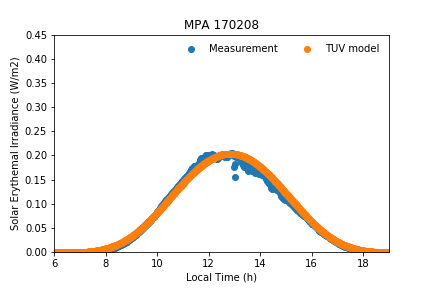 MPA 170208
Measurement
TUV model
Solar Erythemal Irradiance (W/m2)
0.45
0.40
0.35
0.30
0.25
0.20
0.15
0.10
0.05
0.00
6 8 10 12 14 16 18
Local Time (h)